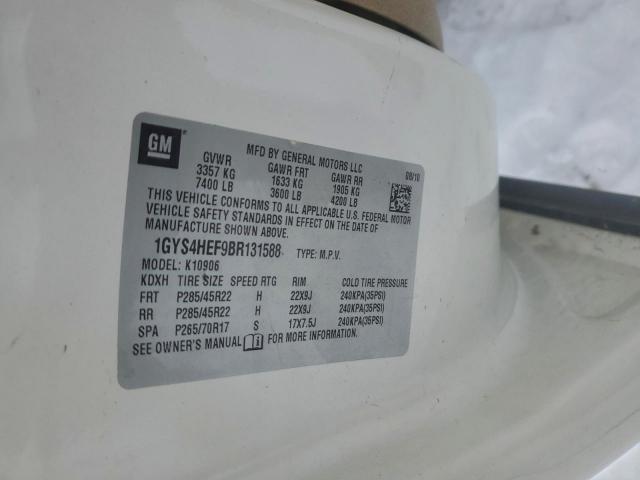 GM
MFD BY GENERAL MOTORS LLC 08/10
GVWR GAWR FRT GAWR RR
3357 KG 1633 KG 1905 KG
7400 LB 3600 LB 4200 LB
THIS VEHICLE CONFORMS TO ALL APPLICABLE U.S. FEDERAL MOTOR
VEHICLE SAFETY STANDARDS IN EFFECT ON THE DATE OF
MANUFACTURE SHOWN ABOVE.
1GYS4HEF9BR131588 TYPE: M.P.V.
MODEL: K10906
KDXH TIRE SIZE SPEED RTG RIM COLD TIRE PRESSURE
FRT P285/45R22 H 22X9J 240KPA(35PSI)
RR P285/45R22 H 22X9J 240KPA(35PSI)
SPA P265/70R17 S 17X7.5J 240KPA(35PSI)
SEE OWNER'S MANUAL FOR MORE INFORMATION.